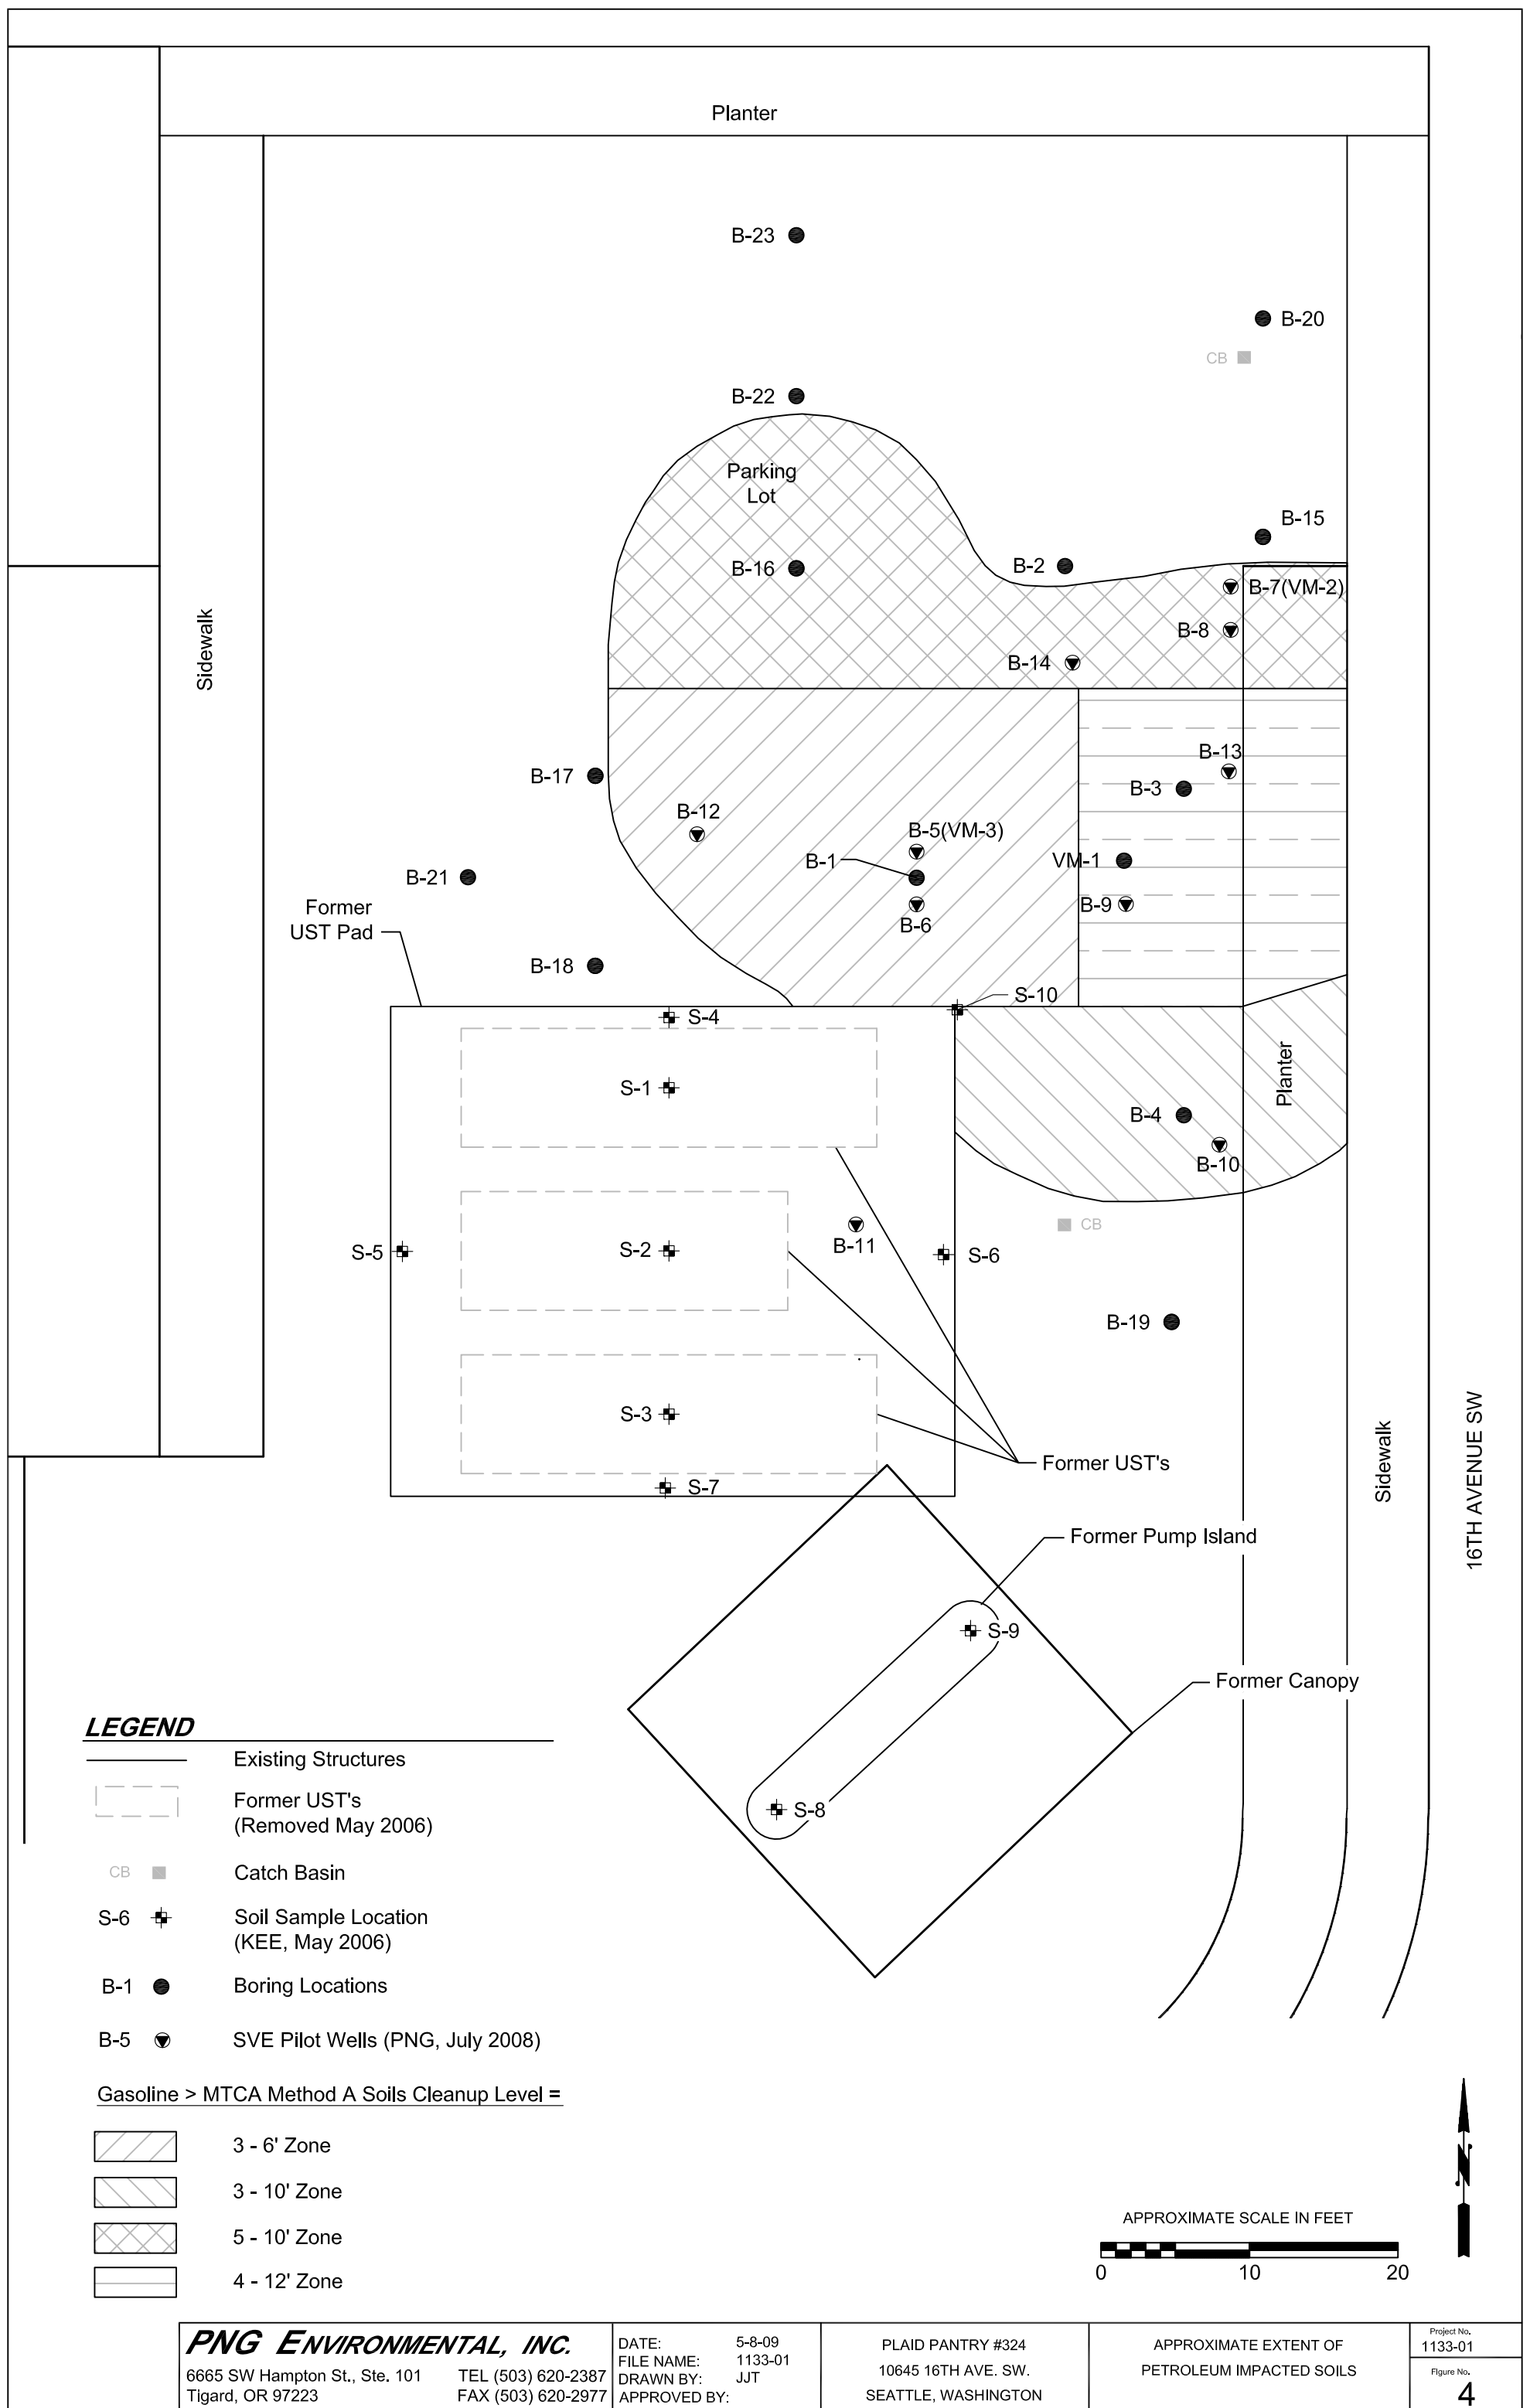 Planter
B-23
B-20
CB
B-22
Parking
Lot
B-15
B-16
B-2
B-7(VM-2)
B-8
Sidewalk
B-14
B-13
B-17
B-3
B-12
B-5(VM-3)
B-1
VM-1
B-21
B-9
Former
UST Pad
B-6
B-18
S-10
S-4
S-1
Planter
B-4
B-10
CB
S-5
S-2
B-11
S-6
B-19
S-3
Former UST's
Sidewalk
16TH AVENUE SW
S-7
Former Pump Island
S-9
Former Canopy
S-8
LEGEND
Existing Structures
Former UST's
(Removed May 2006)
CB Catch Basin
S-6 Soil Sample Location
(KEE, May 2006)
B-1 Boring Locations
B-5 SVE Pilot Wells (PNG, July 2008)
Gasoline > MTCA Method A Soils Cleanup Level =
3 - 6' Zone
3 - 10' Zone
5 - 10' Zone
4 - 12' Zone
N
APPROXIMATE SCALE IN FEET
0 10 20
PNG ENVIRONMENTAL, INC.
6665 SW Hampton St., Ste. 101 TEL (503) 620-2387
Tigard, OR 97223 FAX (503) 620-2977
DATE: 5-8-09
FILE NAME: 1133-01
DRAWN BY: JJT
APPROVED BY:
PLAID PANTRY #324
10645 16TH AVE. SW.
SEATTLE, WASHINGTON
APPROXIMATE EXTENT OF
PETROLEUM IMPACTED SOILS
Project No.
1133-01
Figure No.
4